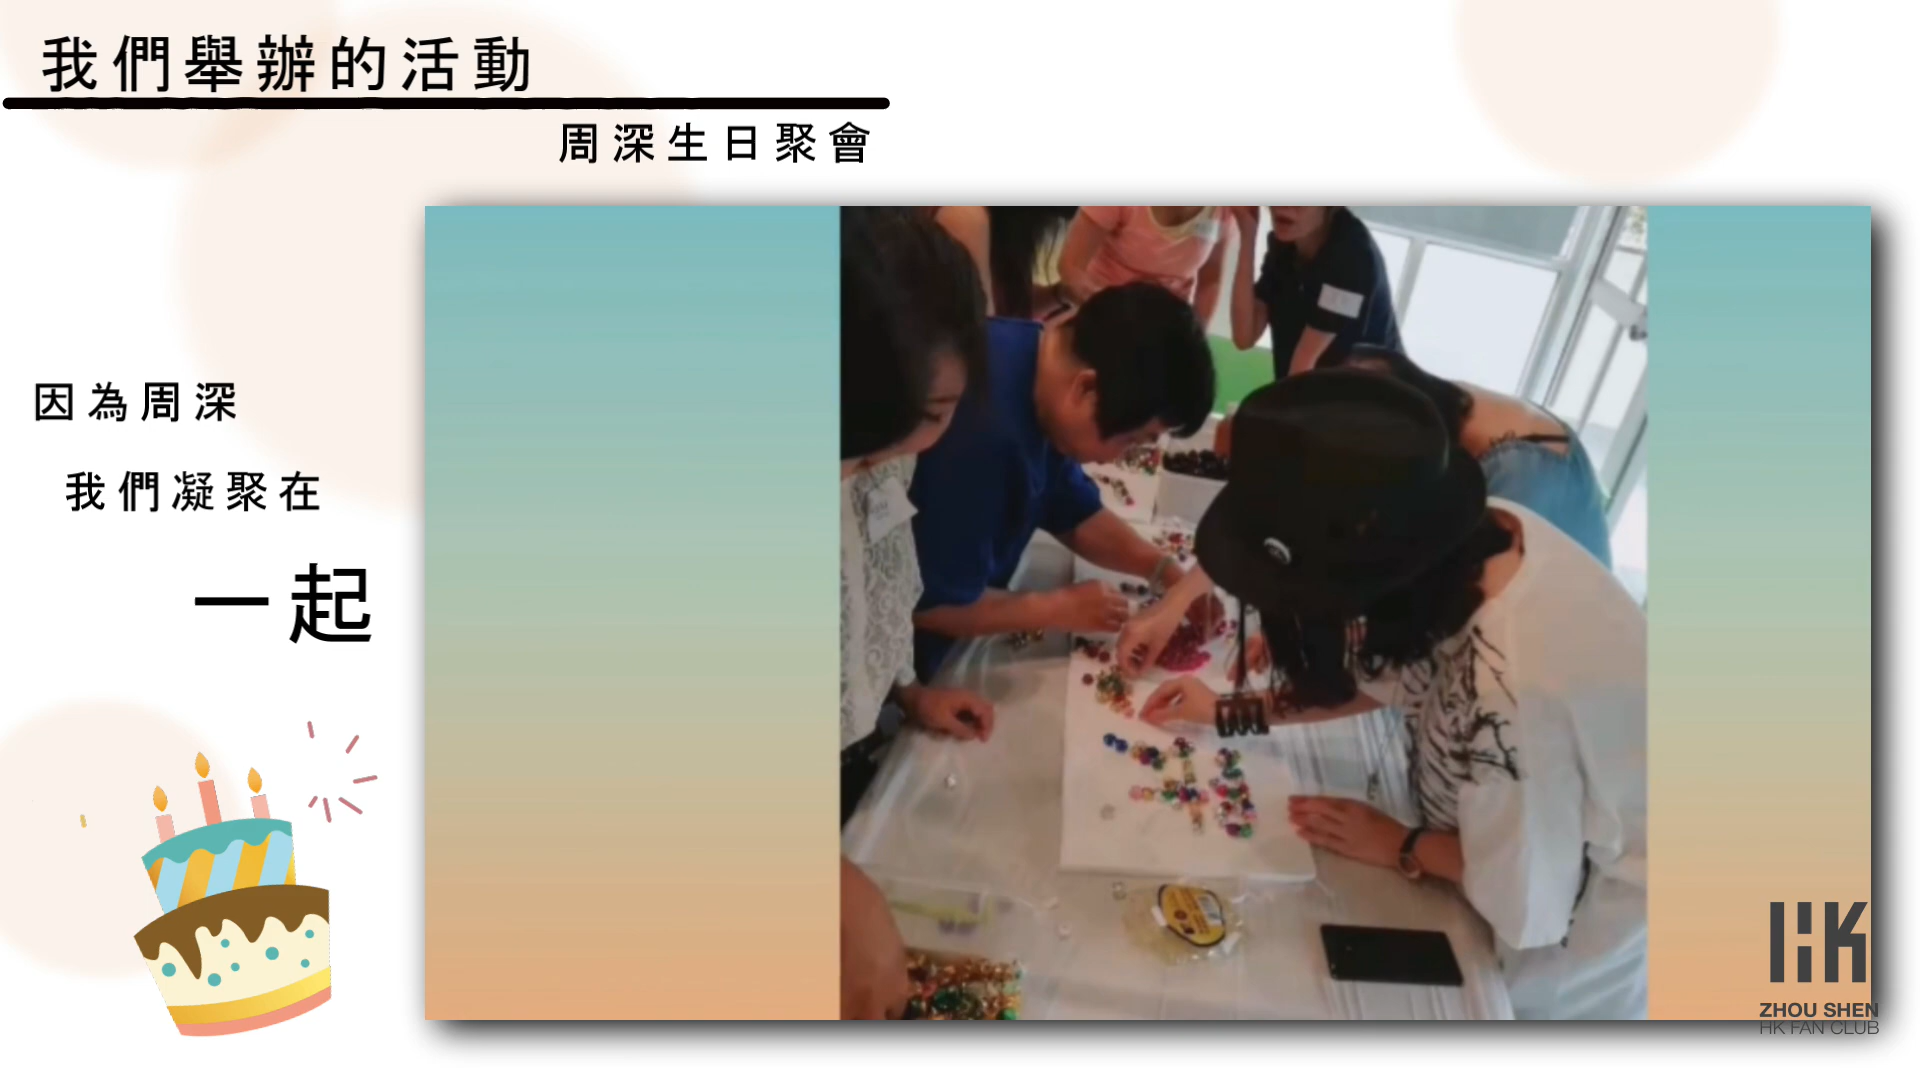 我們舉辦的活動
周深生日聚會
因為周深
我們凝聚在
一起
HK
ZHOU SHEN
HK FAN CLUB